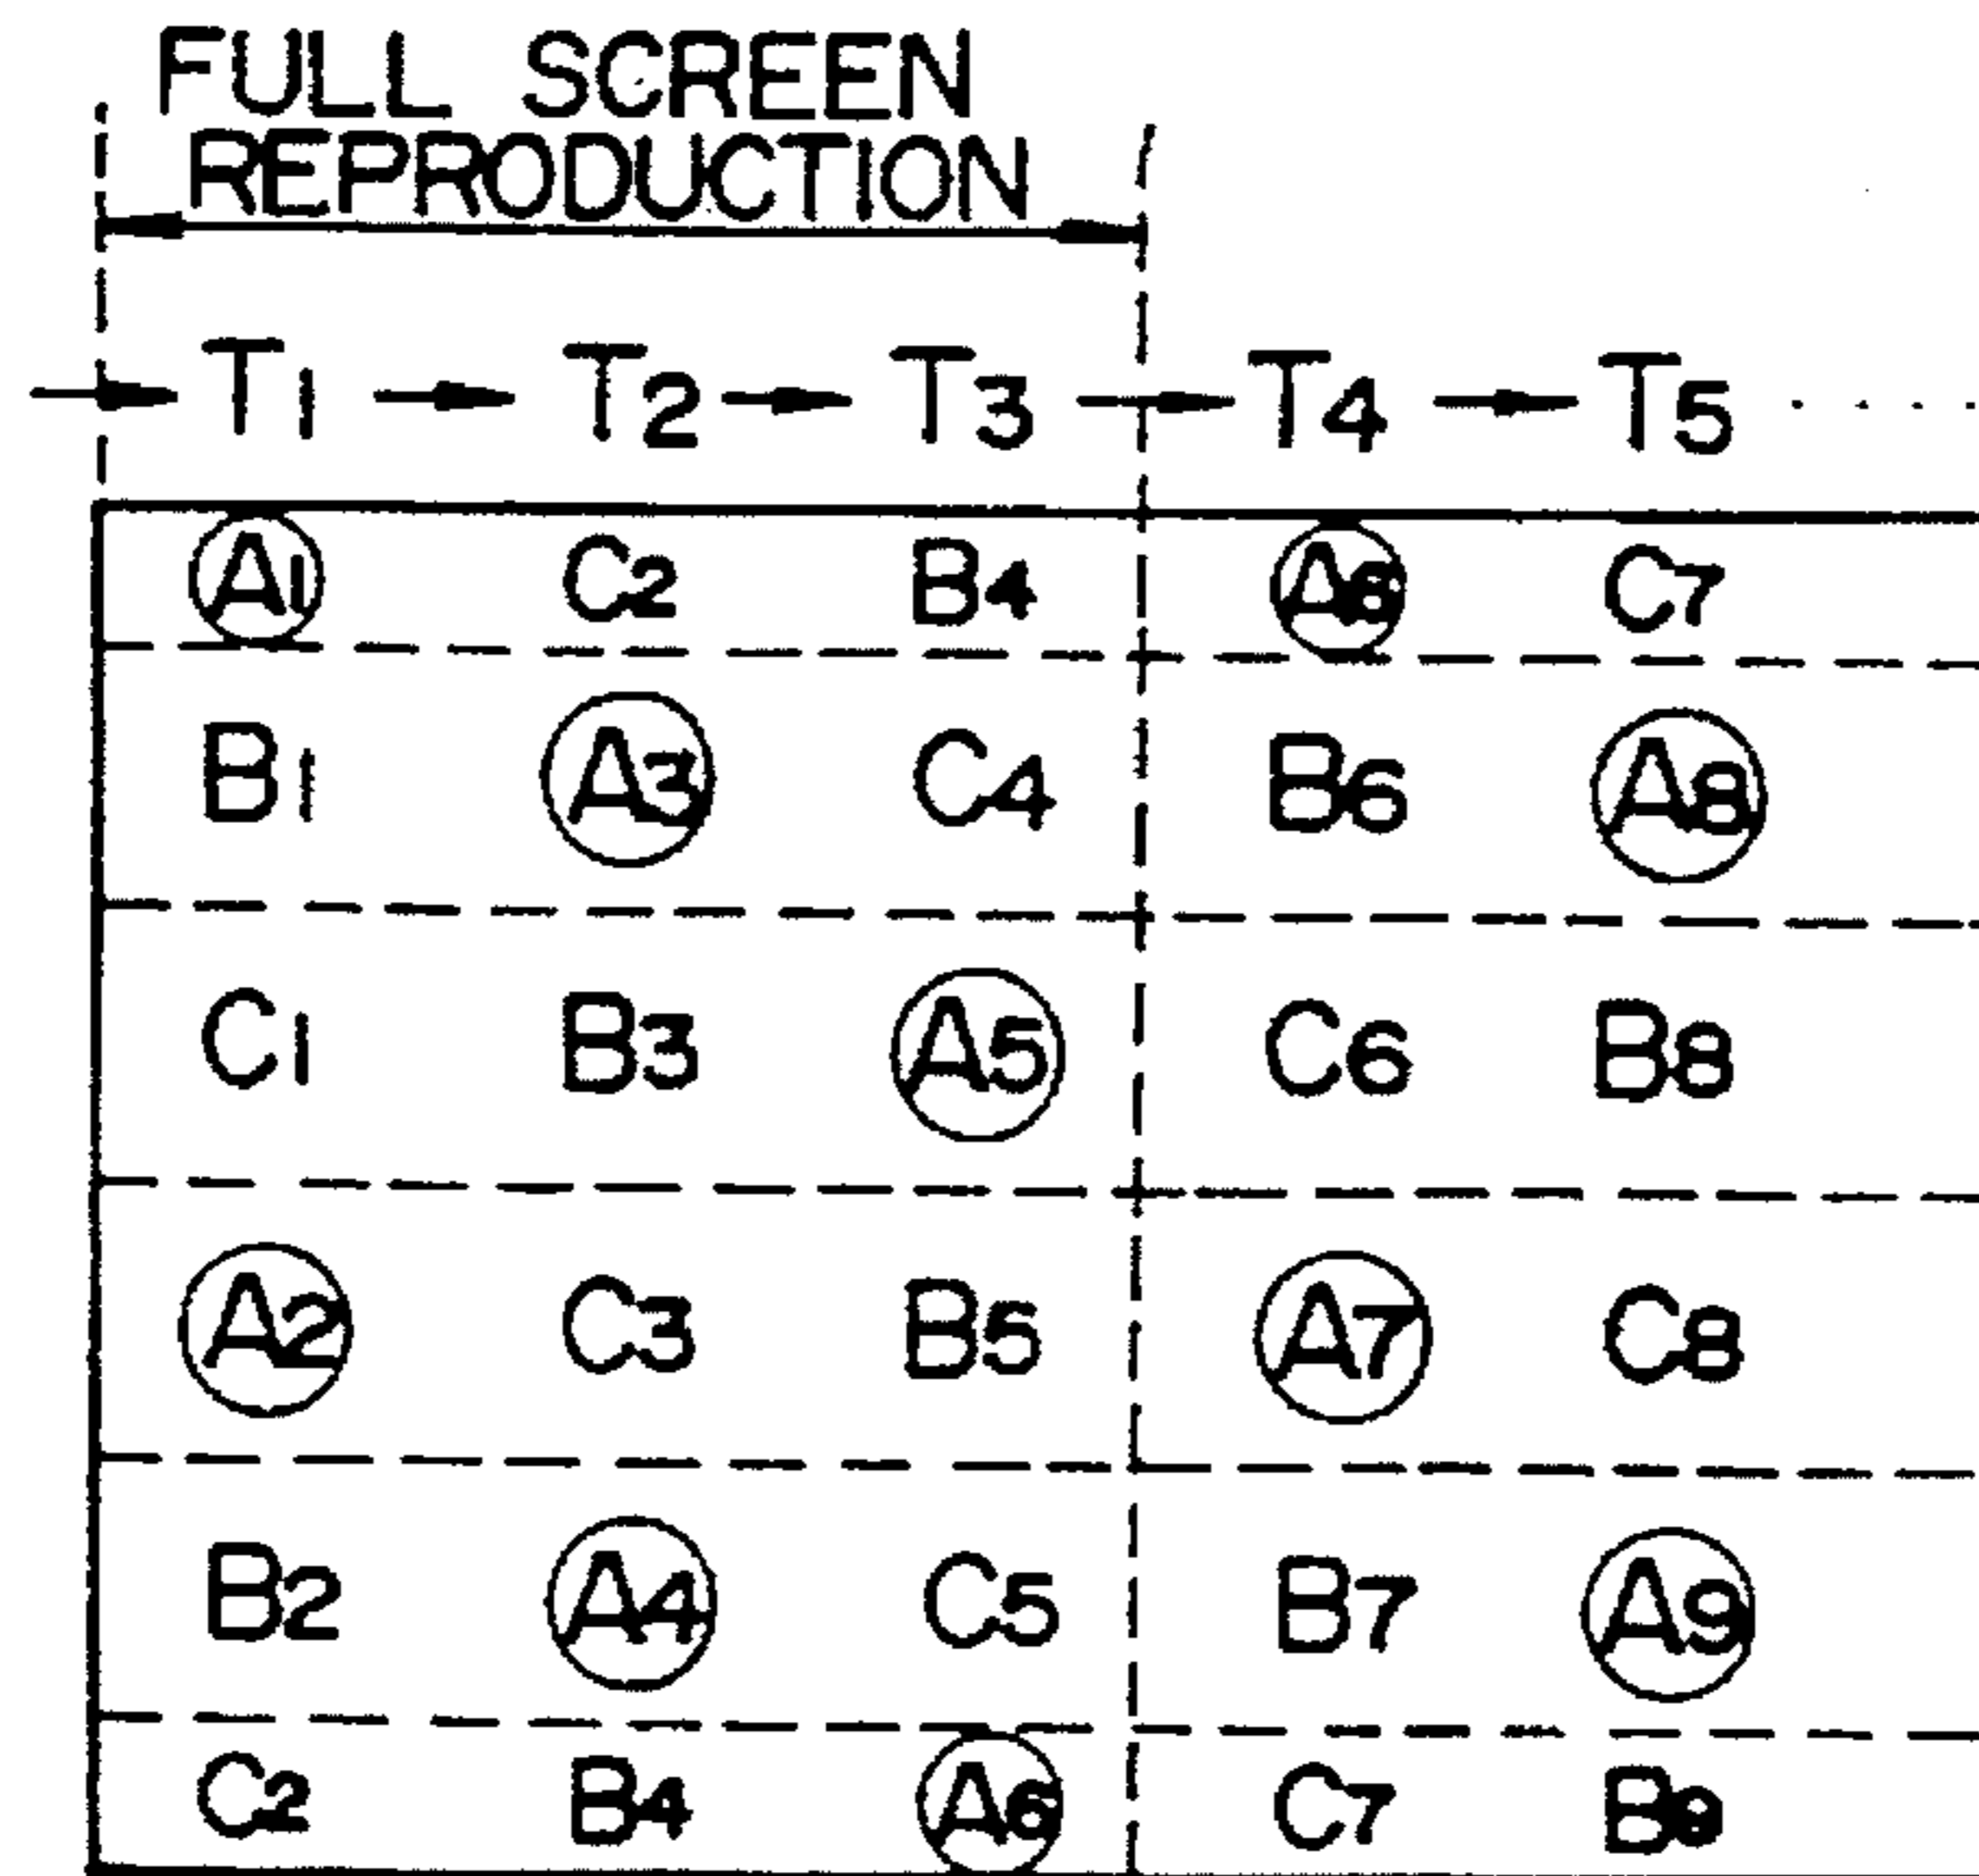 FULL SCREEN
REPRODUCTION
T1 T2 T3 T4 T5 . . . .
A1 C2 B4 A6 C7
B1 A3 C4 B6 A8
C1 B3 A5 C6 B8
A2 C3 B5 A7 C8
B2 A4 C5 B7 A9
C2 B4 A6 C7